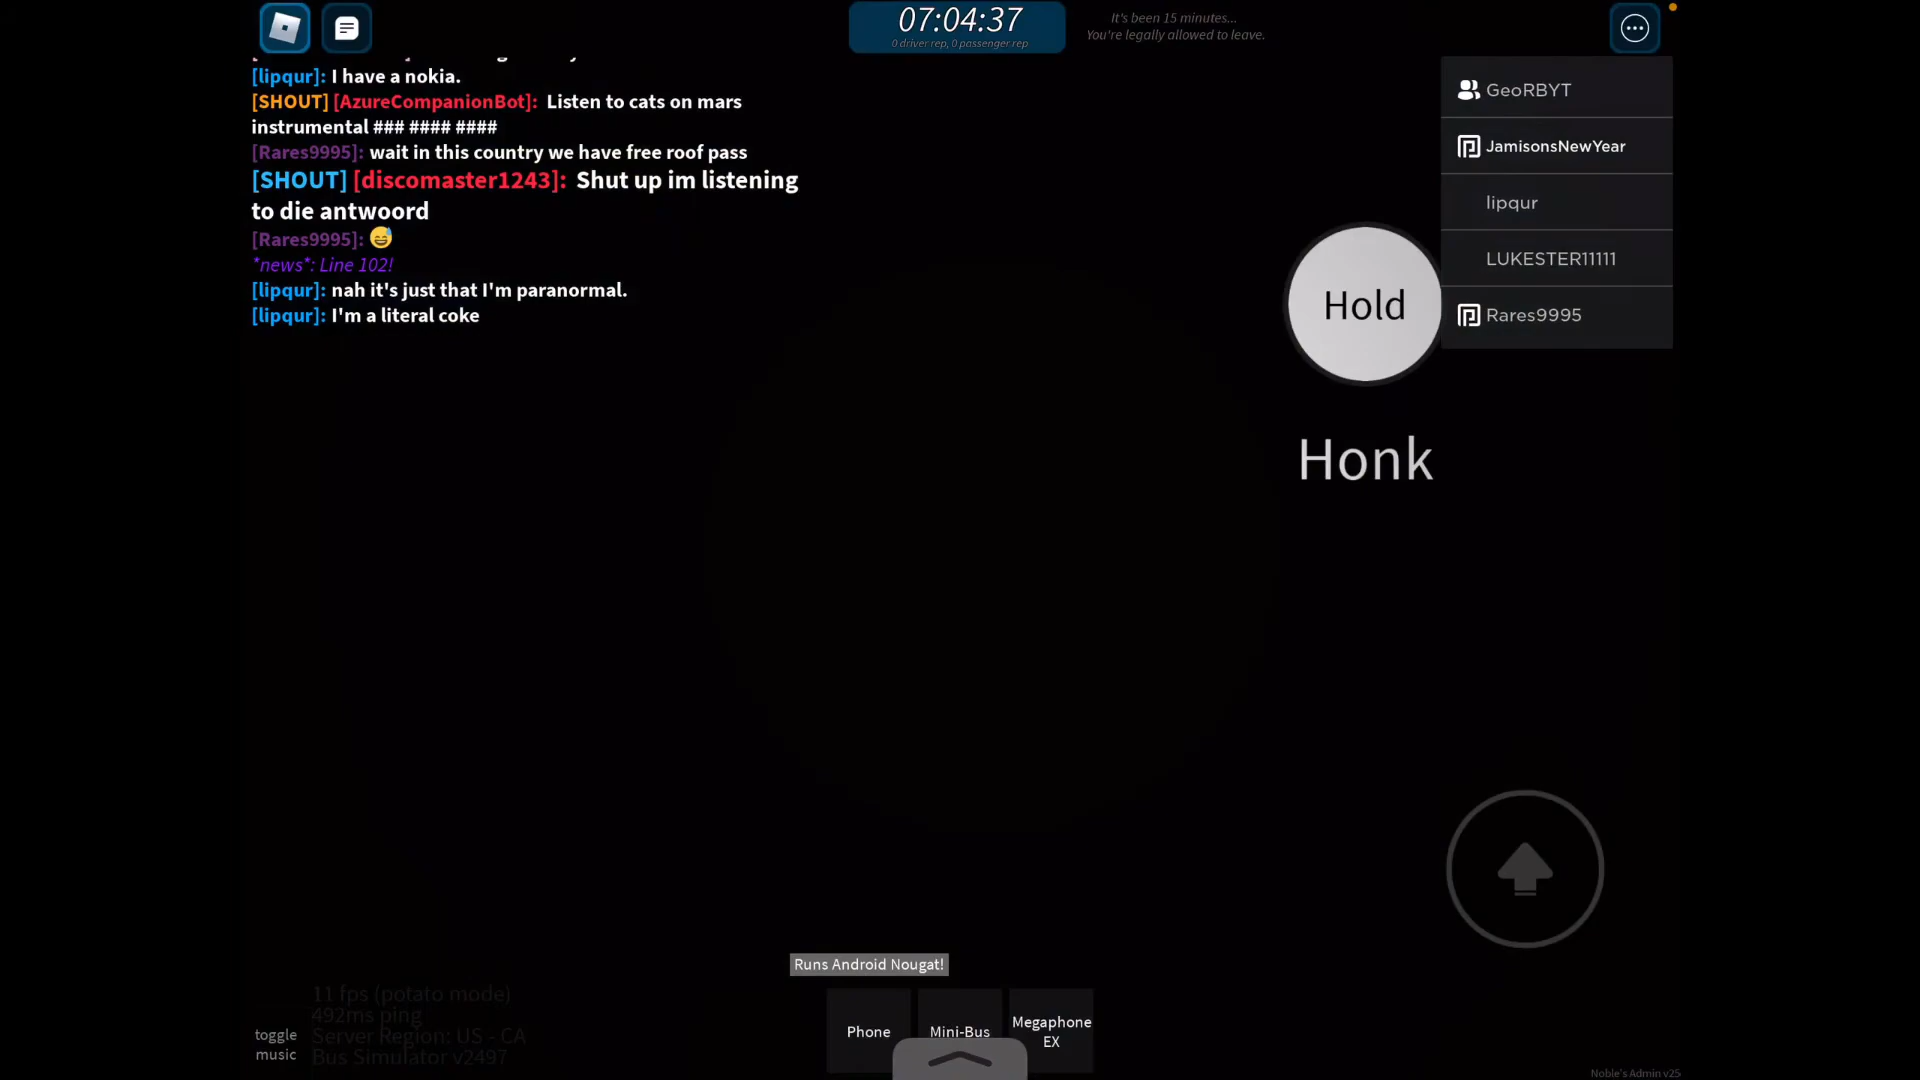 07:04:37
0 driver rep, 0 passenger rep
It's been 15 minutes...
You're legally allowed to leave.
[lipqur]: I have a nokia.
[SHOUT] [AzureCompanionBot]: Listen to cats on mars
instrumental ### #### ####
[Rares9995]: wait in this country we have free roof pass
[SHOUT] [discomaster1243]: Shut up im listening
to die antwoord
[Rares9995]: 😅
*news*: Line 102!
[lipqur]: nah it's just that I'm paranormal.
[lipqur]: I'm a literal coke
GeoRBYT
JamisonsNewYear
lipqur
LUKESTER11111
Rares9995
Hold
Honk
Runs Android Nougat!
11 fps (potato mode)
492ms ping
Server Region: US - CA
Bus Simulator v2497
toggle
music
Phone
Mini-Bus
Megaphone
EX
Noble's Admin v25